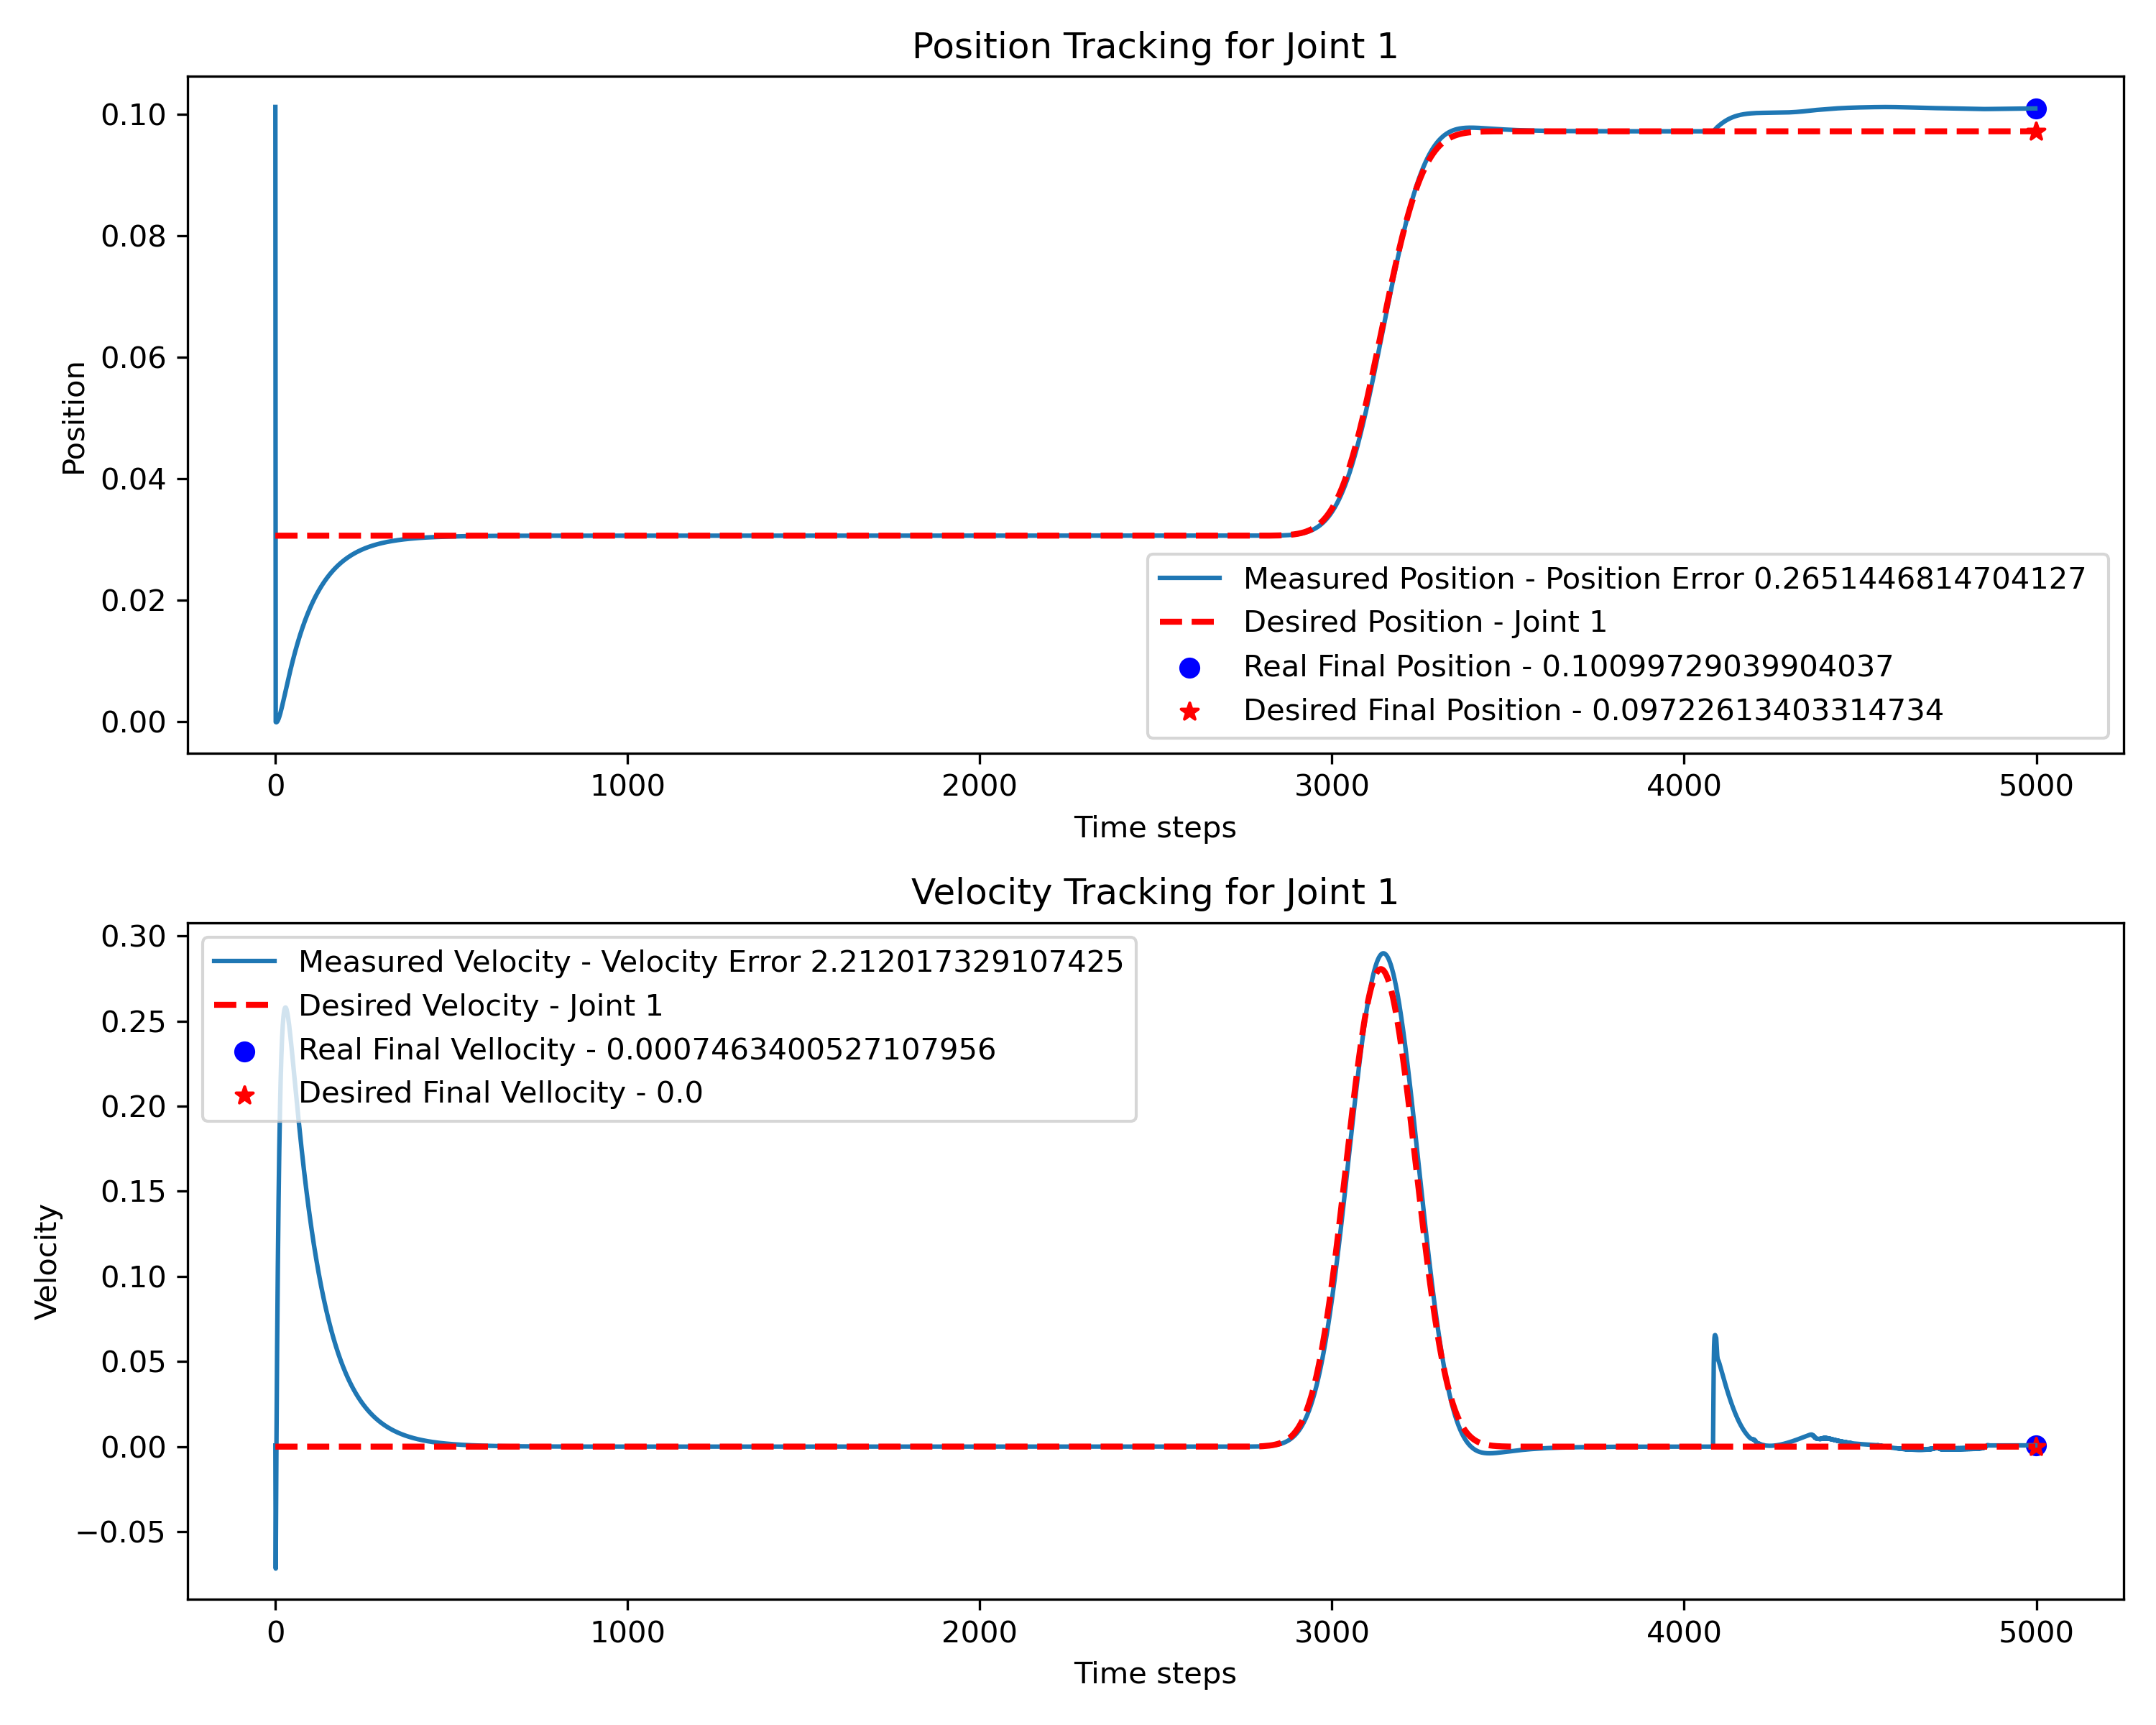 Position Tracking for Joint 1
Position
0.10
0.08
0.06
0.04
0.02
0.00
Measured Position - Position Error 0.2651446814704127
Desired Position - Joint 1
Real Final Position - 0.10099729039904037
Desired Final Position - 0.09722613403314734
0 1000 2000 3000 4000 5000
Time steps
Velocity Tracking for Joint 1
Velocity
0.30
0.25
0.20
0.15
0.10
0.05
0.00
−0.05
Measured Velocity - Velocity Error 2.212017329107425
Desired Velocity - Joint 1
Real Final Vellocity - 0.0007463400527107956
Desired Final Vellocity - 0.0
0 1000 2000 3000 4000 5000
Time steps